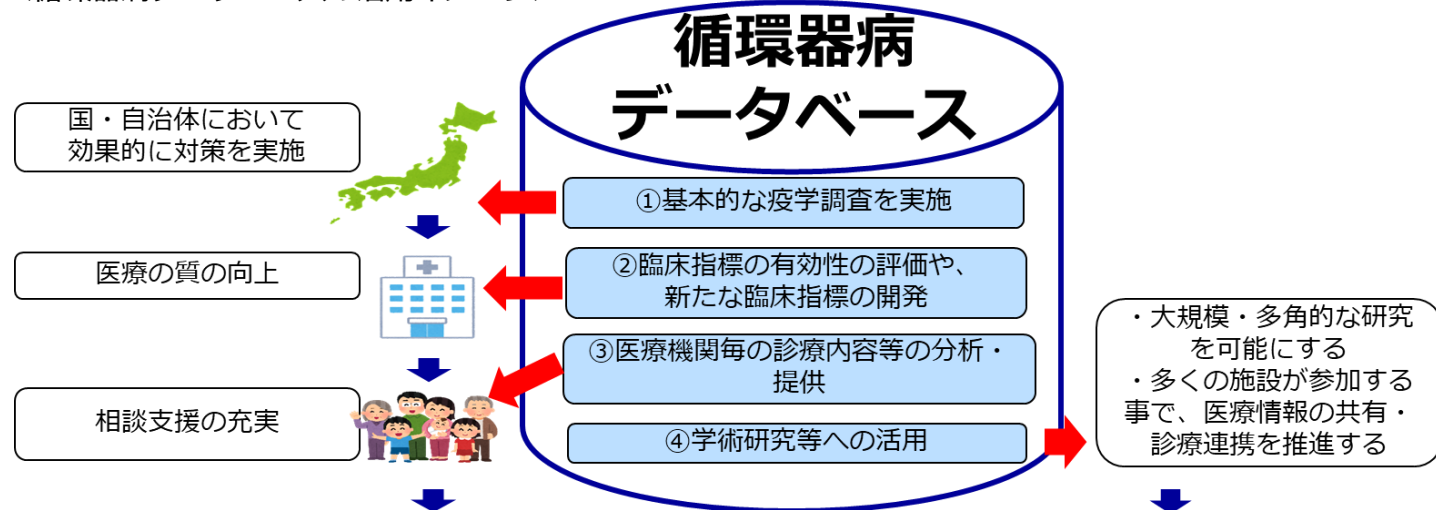 循環器病
データベース
国・自治体において
効果的に対策を実施
①基本的な疫学調査を実施
医療の質の向上
②臨床指標の有効性の評価や、
新たな臨床指標の開発
③医療機関毎の診療内容等の分析・
提供
相談支援の充実
④学術研究等への活用
・大規模・多角的な研究
を可能にする
・多くの施設が参加する
事で、医療情報の共有・
診療連携を推進する